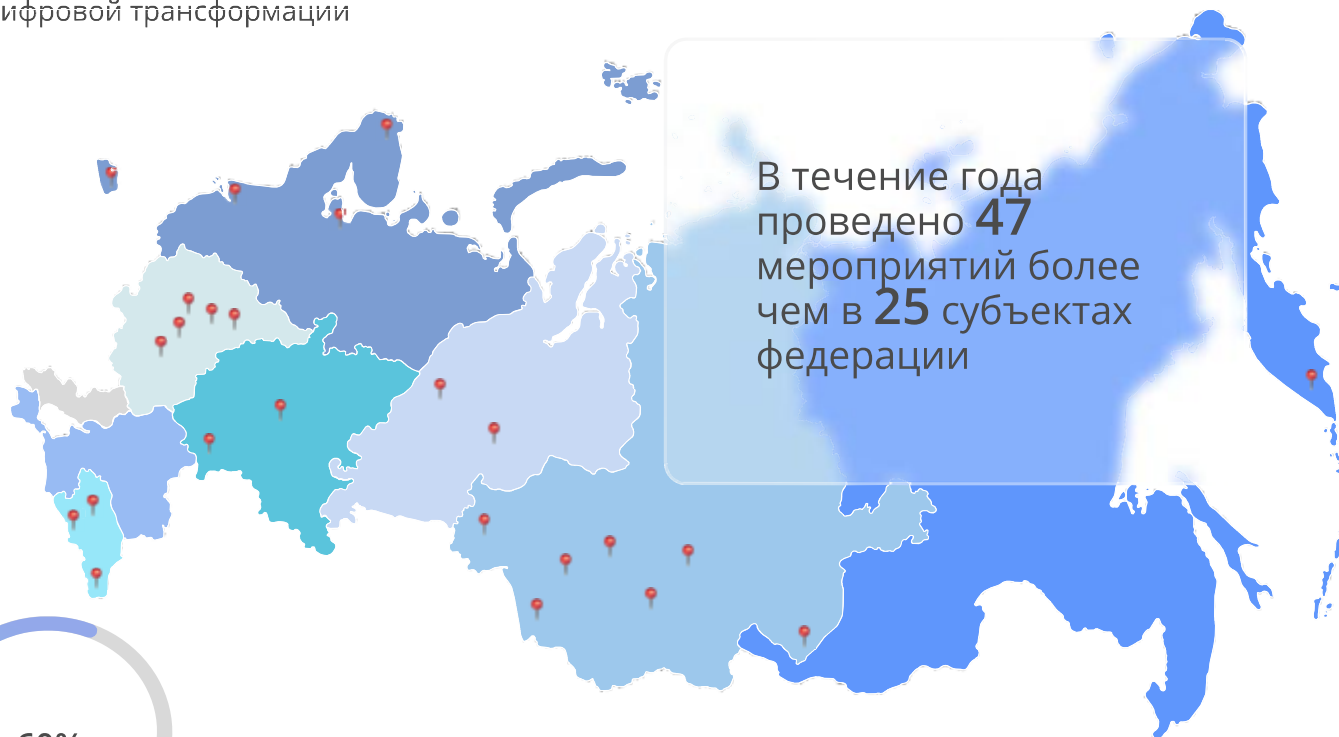 ифровой трансформации
В течение года
проведено 47
мероприятий более
чем в 25 субъектах
федерации